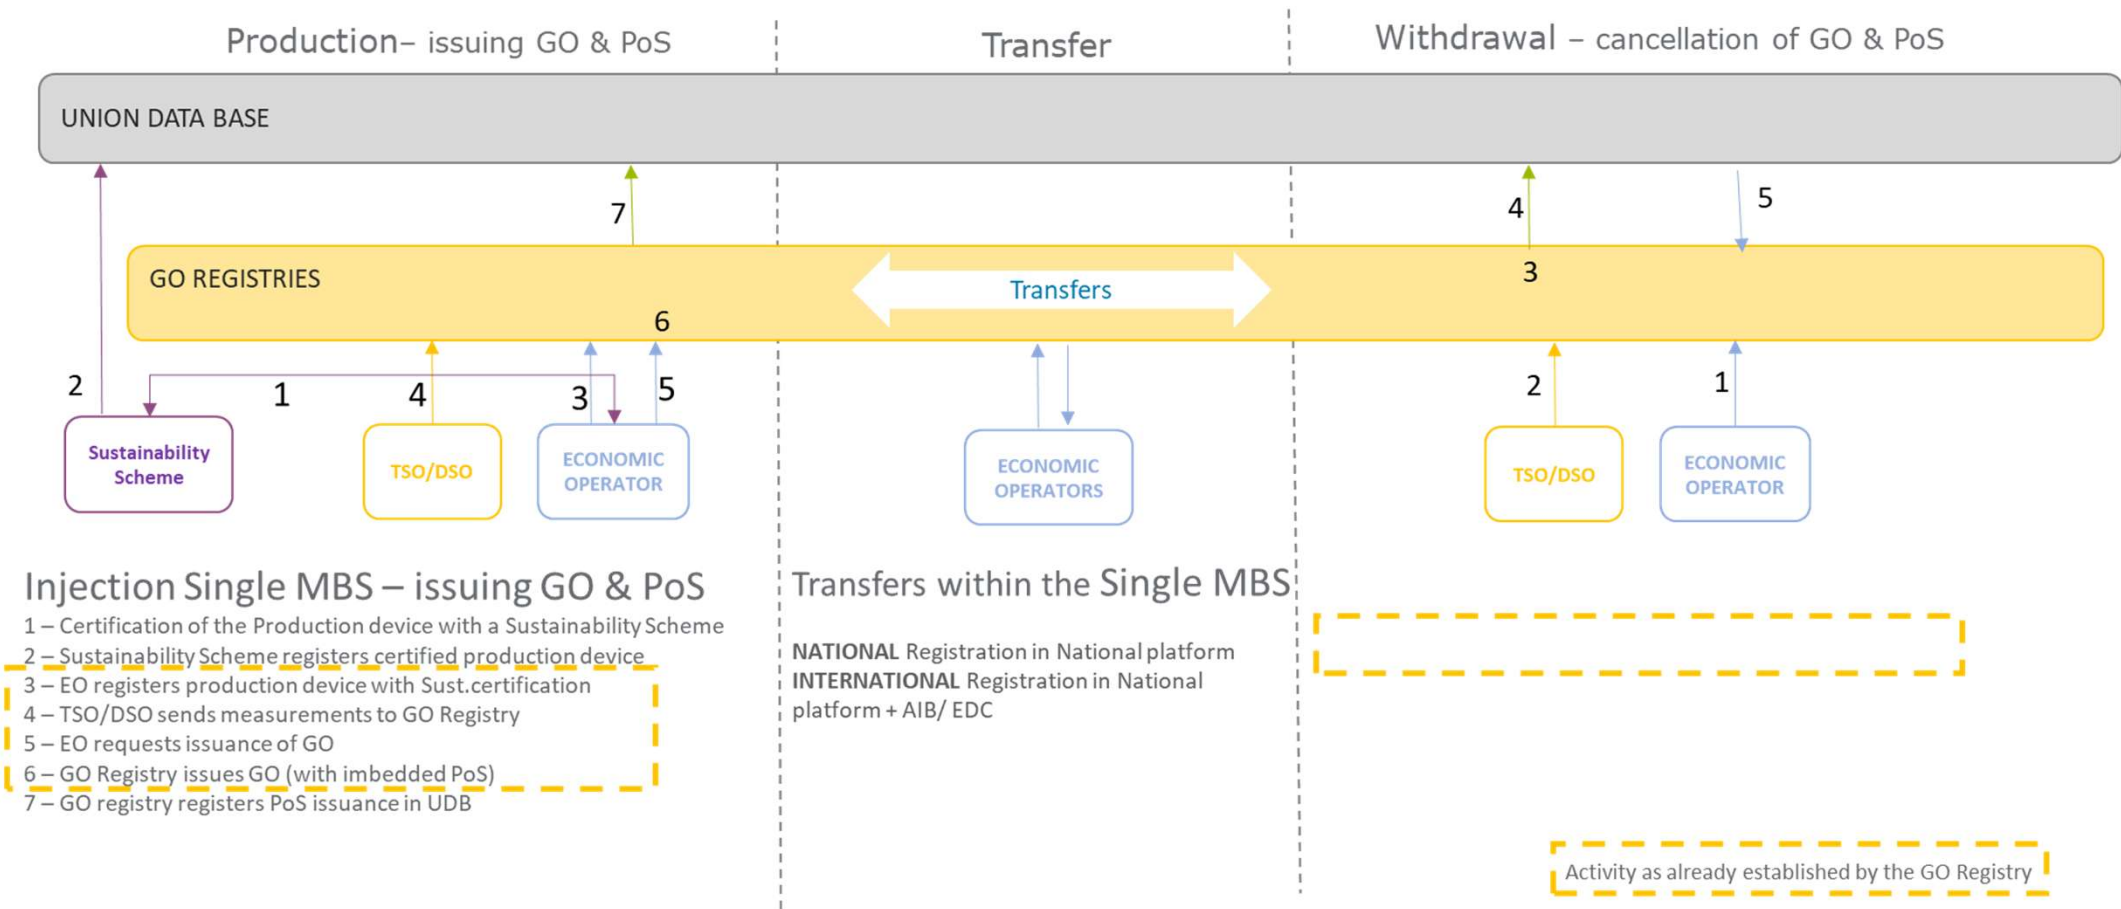 Production– issuing GO & PoS
Transfer
Withdrawal – cancellation of GO & PoS
UNION DATA BASE
7
4
5
GO REGISTRIES
Transfers
3
6
2
1
4
3
5
2
1
Sustainability
Scheme
TSO/DSO
ECONOMIC
OPERATOR
ECONOMIC
OPERATORS
TSO/DSO
ECONOMIC
OPERATOR
Injection Single MBS – issuing GO & PoS
1 – Certification of the Production device with a Sustainability Scheme
2 – Sustainability Scheme registers certified production device
3 – EO registers production device with Sust.certification
4 – TSO/DSO sends measurements to GO Registry
5 – EO requests issuance of GO
6 – GO Registry issues GO (with imbedded PoS)
7 – GO registry registers PoS issuance in UDB
Transfers within the Single MBS
NATIONAL Registration in National platform
INTERNATIONAL Registration in National
platform + AIB/ EDC
Activity as already established by the GO Registry